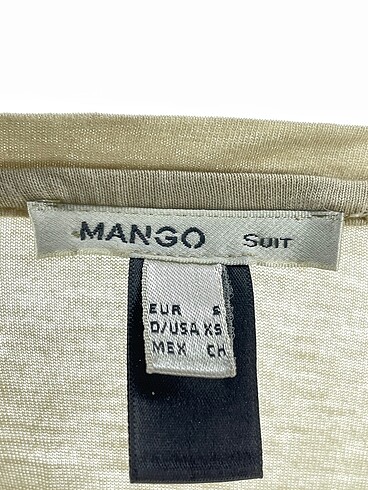 MANGO SUIT
EUR S
D/USA XS
MEX CH